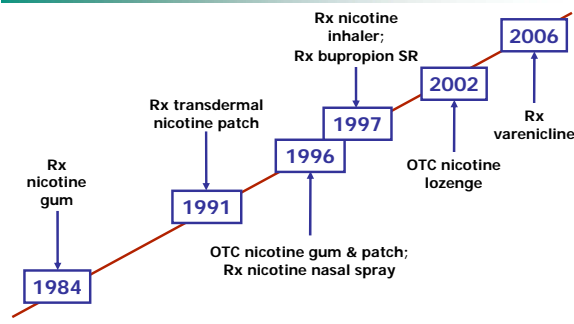 Rx nicotine
inhaler;
Rx bupropion SR
2006
2002
Rx transdermal
nicotine patch
1997
Rx
varenicline
1996
OTC nicotine
lozenge
Rx
nicotine
gum
1991
OTC nicotine gum & patch;
Rx nicotine nasal spray
1984